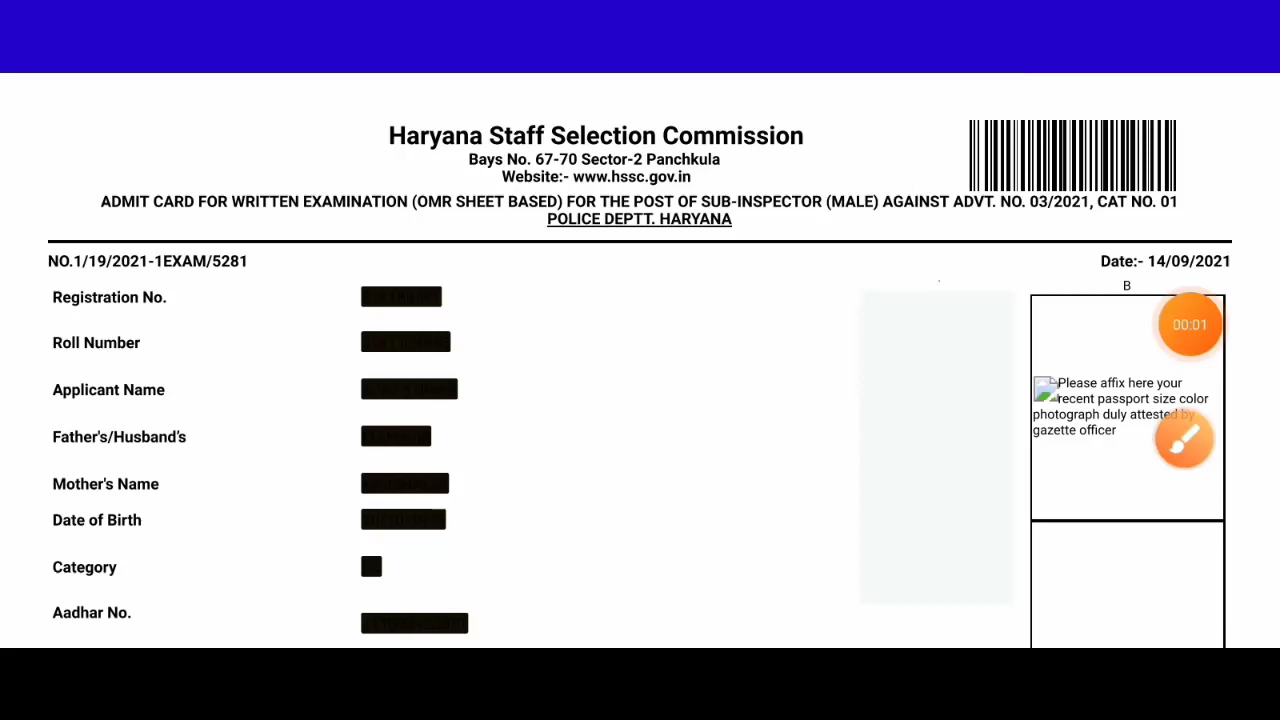 Haryana Staff Selection Commission
Bays No. 67-70 Sector-2 Panchkula
Website:- www.hssc.gov.in
ADMIT CARD FOR WRITTEN EXAMINATION (OMR SHEET BASED) FOR THE POST OF SUB-INSPECTOR (MALE) AGAINST ADVT. NO. 03/2021, CAT NO. 01
POLICE DEPTT. HARYANA
NO.1/19/2021-1EXAM/5281
Date:- 14/09/2021
B
Registration No.
Roll Number
Applicant Name
Father's/Husband's
Mother's Name
Date of Birth
Category
Aadhar No.
00:01
Please affix here your
recent passport size color
photograph duly attested by
gazette officer